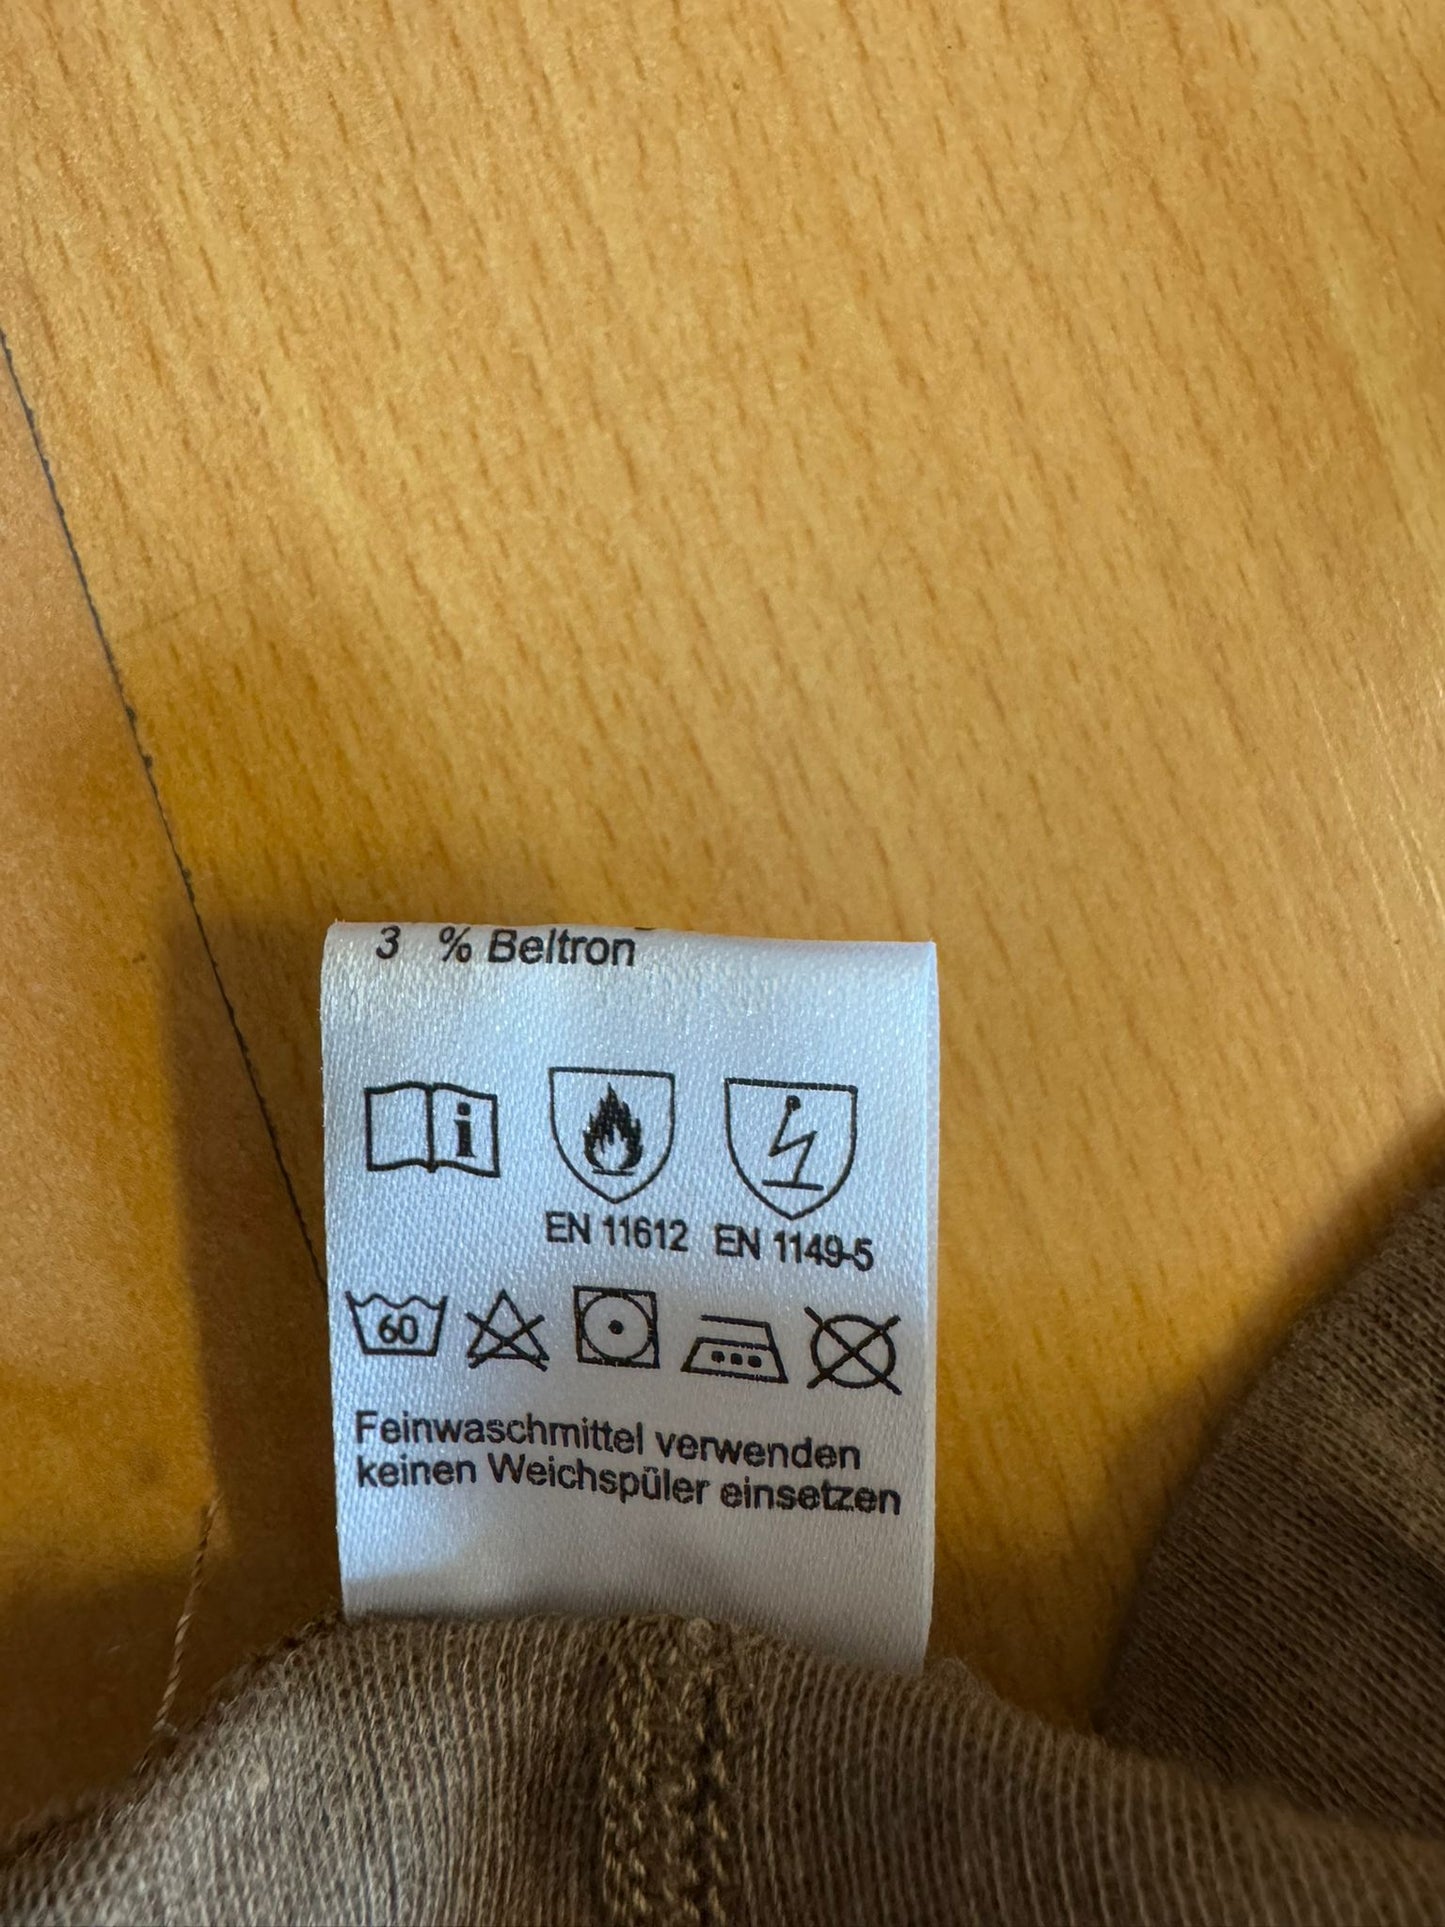 3 % Beltron
i
EN 11612 EN 1149-5
60
Feinwaschmittel verwenden
keinen Weichspüler einsetzen